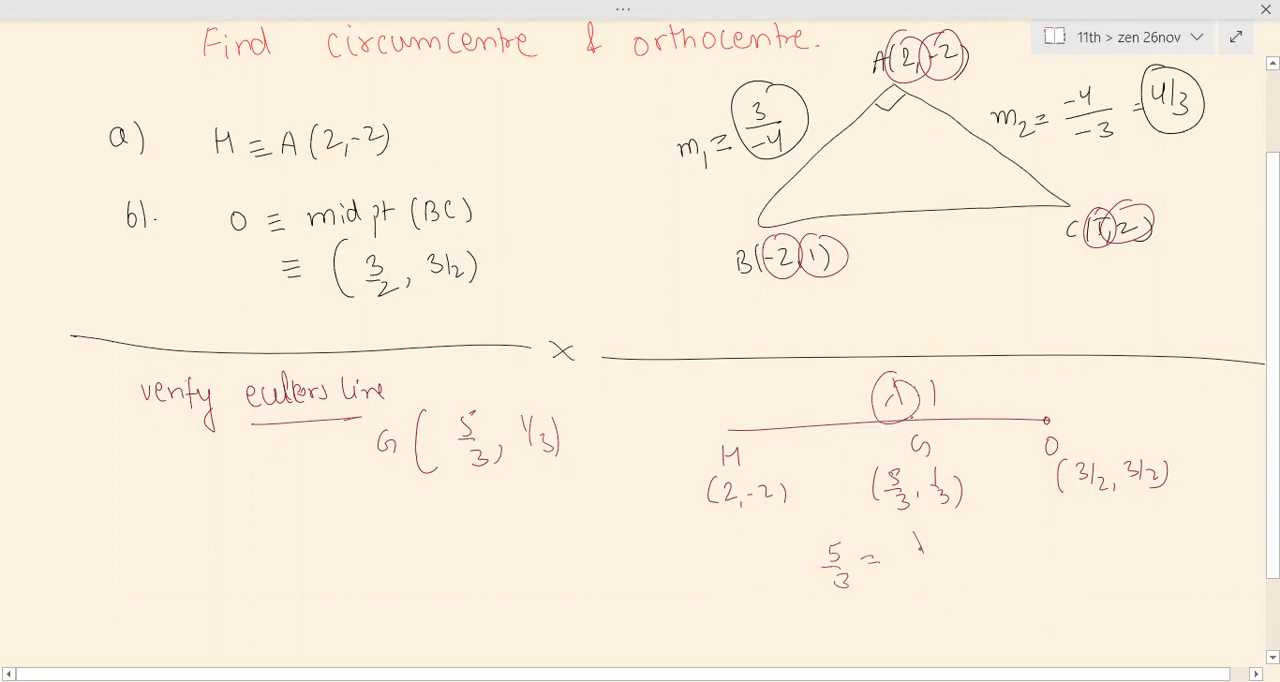 Find circumcentre & orthocentre.
11th > zen 26nov
A(2,-2)
a) H ≡ A (2,-2)
m₁ = 3/-4
m₂ = -4/-3 = 4/3
b). O ≡ mid pt (BC)
≡ (3/2, 3/2)
B(-2,1)
C(5,2)
x
verify eulers line
G (5/3, 1/3)
λ 1
H G O
(2,-2) (5/3, 1/3) (3/2, 3/2)
5/3 = λ